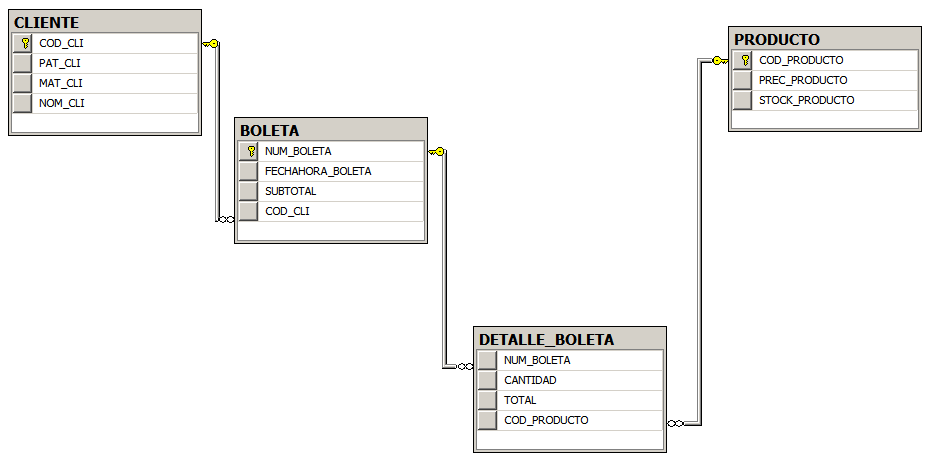 CLIENTE
COD_CLI
PAT_CLI
MAT_CLI
NOM_CLI
BOLETA
NUM_BOLETA
FECHAHORA_BOLETA
SUBTOTAL
COD_CLI
PRODUCTO
COD_PRODUCTO
PREC_PRODUCTO
STOCK_PRODUCTO
DETALLE_BOLETA
NUM_BOLETA
CANTIDAD
TOTAL
COD_PRODUCTO